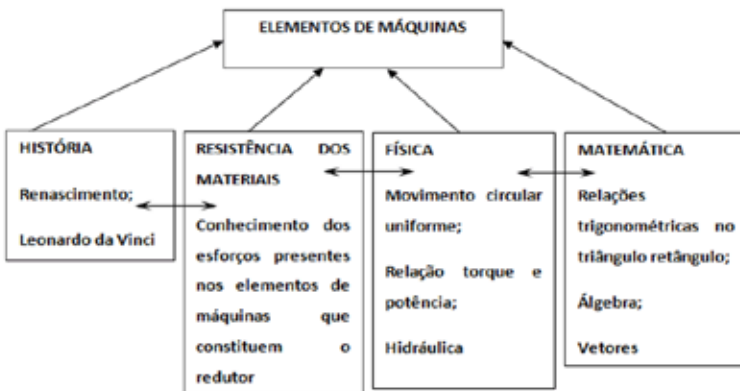 ELEMENTOS DE MÁQUINAS
HISTÓRIA
Renascimento;
Leonardo da Vinci
RESISTÊNCIA DOS
MATERIAIS
Conhecimento dos
esforços presentes
nos elementos de
máquinas que
constituem o
redutor
FÍSICA
Movimento circular
uniforme;
Relação torque e
potência;
Hidráulica
MATEMÁTICA
Relações
trigonométricas no
triângulo retângulo;
Álgebra;
Vetores